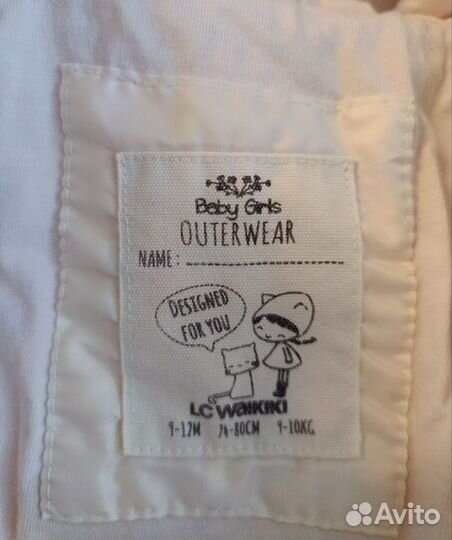 Baby Girls
OUTERWEAR
NAME:
DESIGNED
FOR YOU
LC WAIKIKI
9-12M 74-80CM 9-10KG
Avito